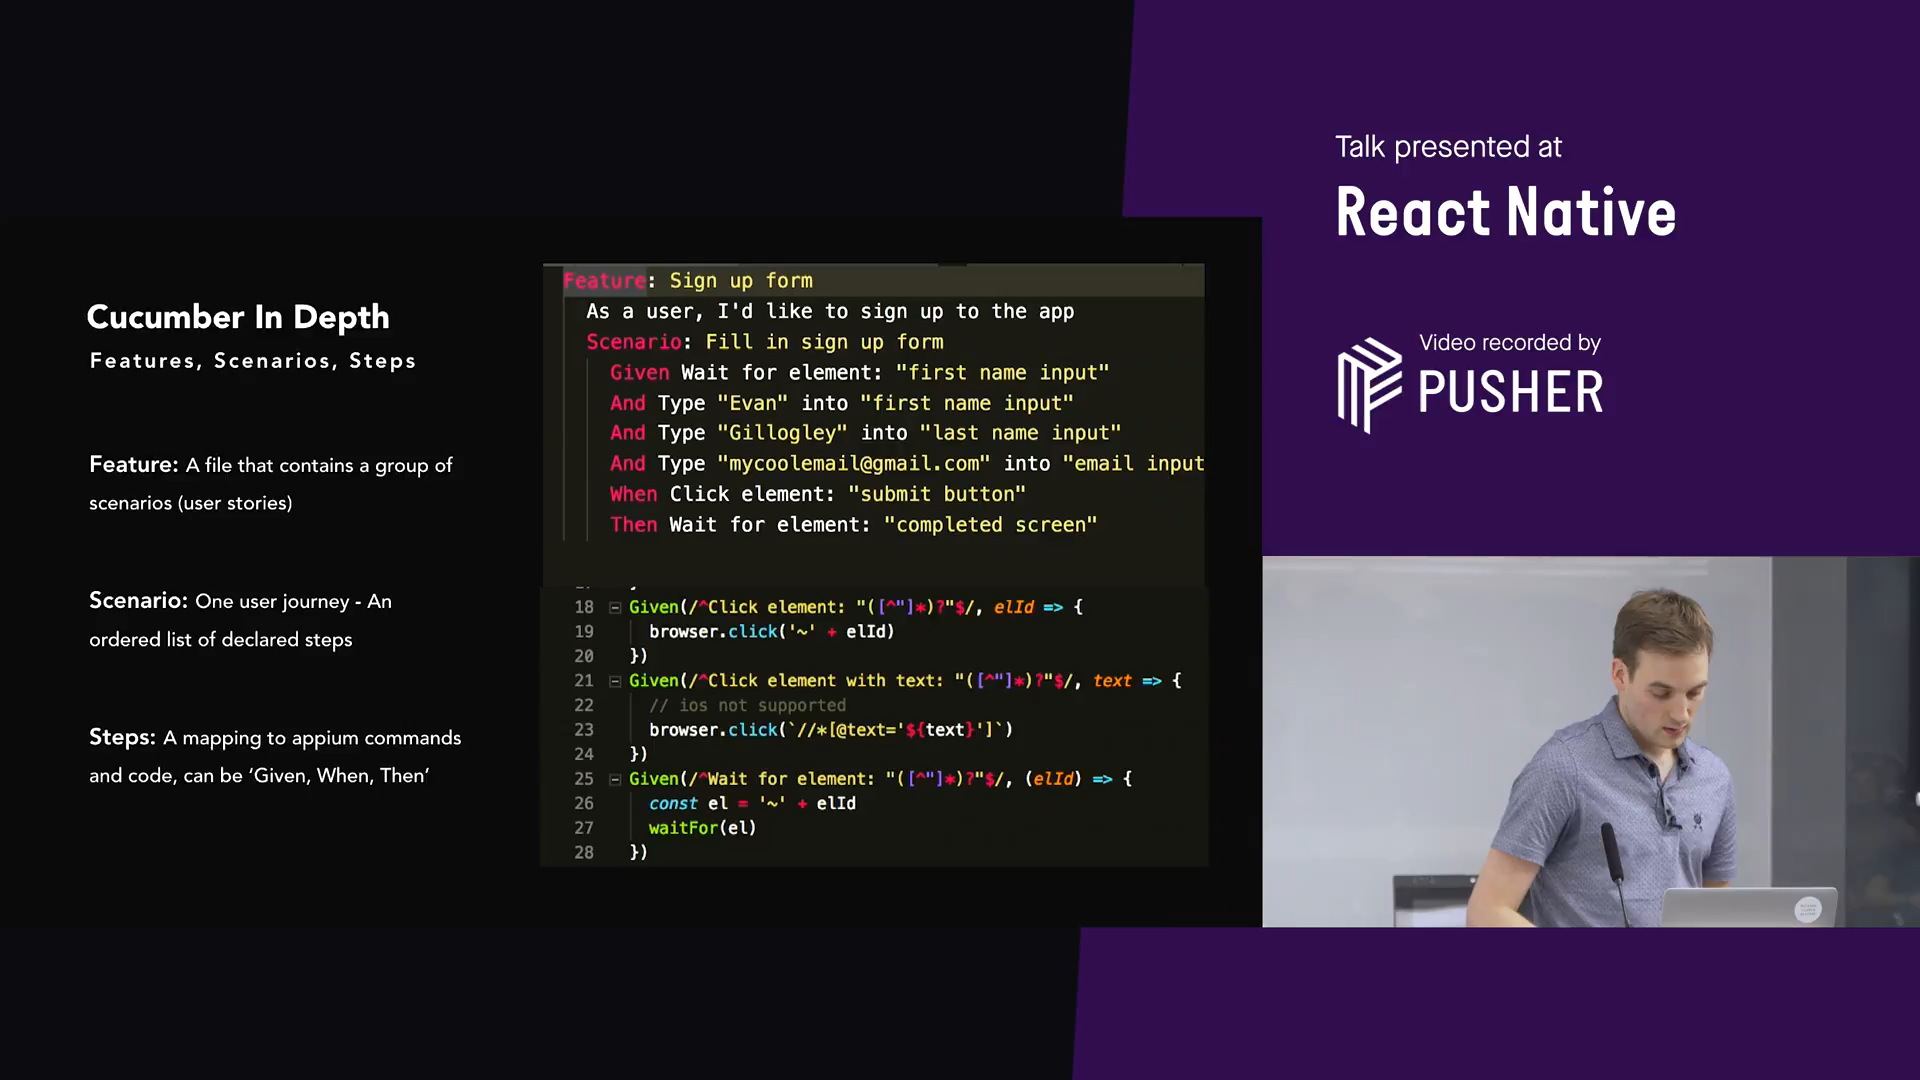 Cucumber In Depth
Features, Scenarios, Steps
Feature: A file that contains a group of
scenarios (user stories)
Scenario: One user journey - An
ordered list of declared steps
Steps: A mapping to appium commands
and code, can be ‘Given, When, Then’
Feature: Sign up form
As a user, I'd like to sign up to the app
Scenario: Fill in sign up form
Given Wait for element: "first name input"
And Type "Evan" into "first name input"
And Type "Gillogley" into "last name input"
And Type "mycoolemail@gmail.com" into "email input
When Click element: "submit button"
Then Wait for element: "completed screen"
18 Given(/^Click element: "([^"]*)?"$/, elId => {
19 browser.click('~' + elId)
20 })
21 Given(/^Click element with text: "([^"]*)?"$/, text => {
22 // ios not supported
23 browser.click(`//*[@text='${text}']`)
24 })
25 Given(/^Wait for element: "([^"]*)?"$/, (elId) => {
26 const el = '~' + elId
27 waitFor(el)
28 })
Talk presented at
React Native
Video recorded by
PUSHER